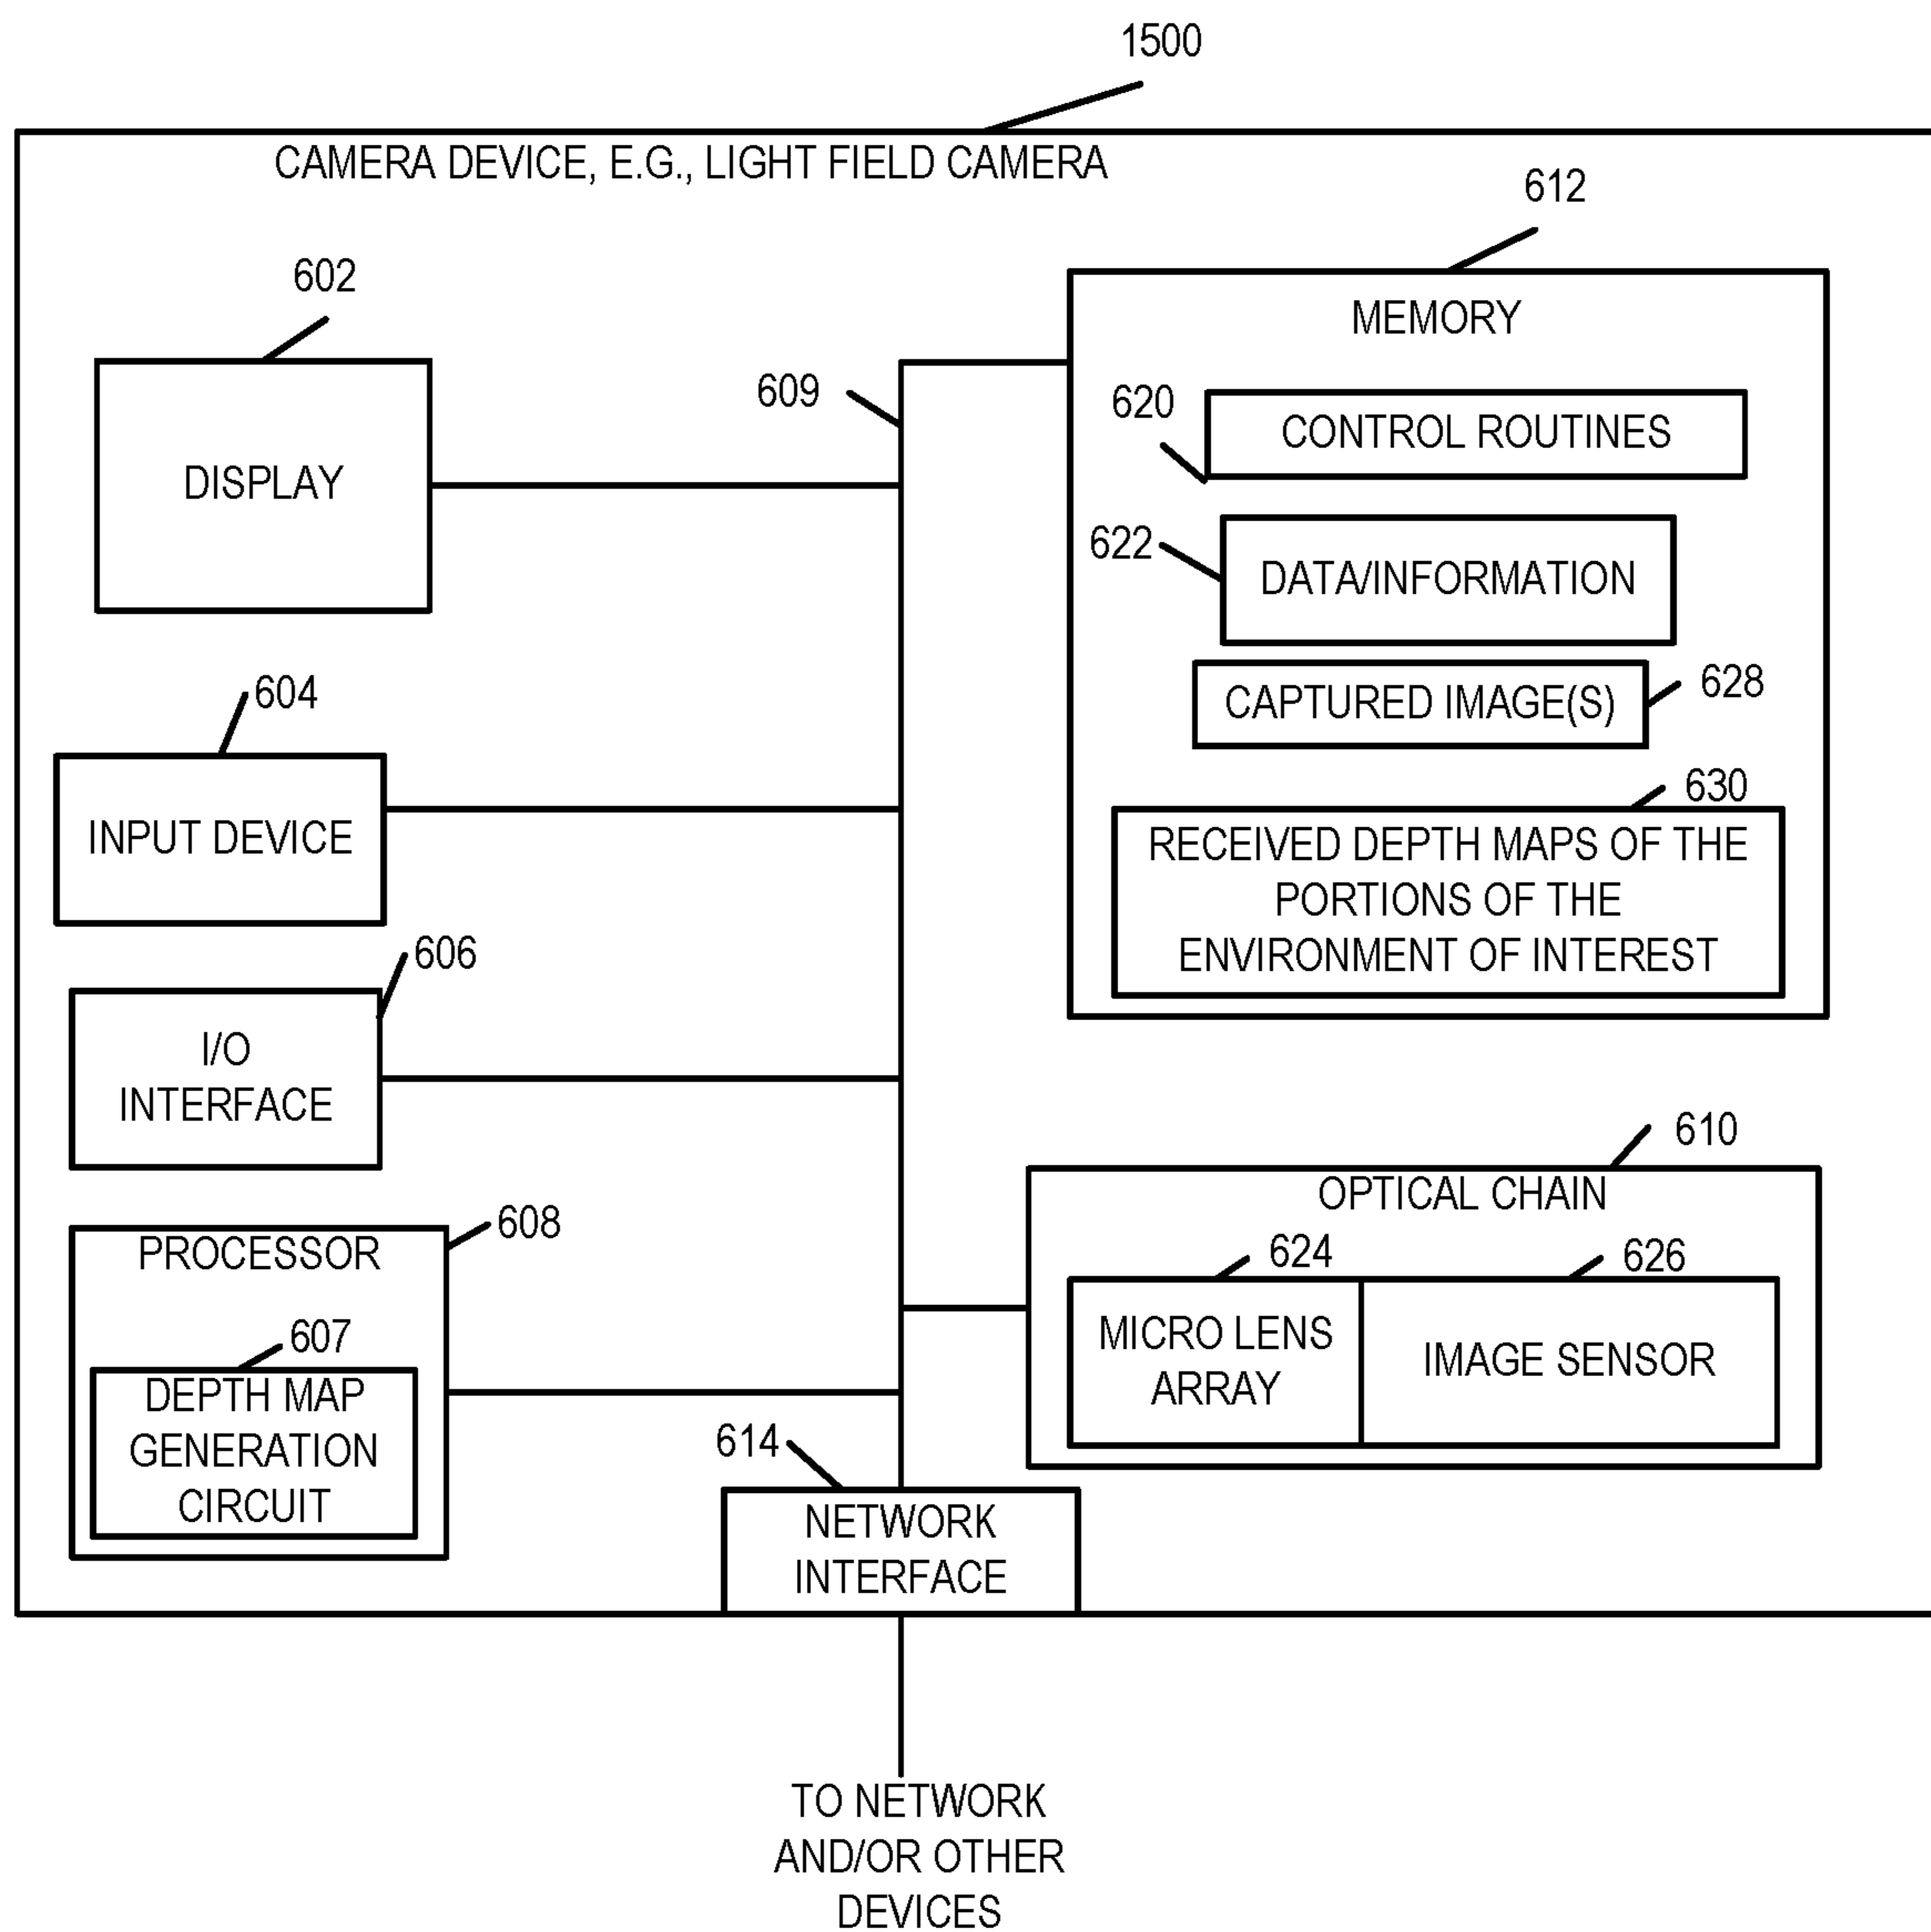 1500
CAMERA DEVICE, E.G., LIGHT FIELD CAMERA
612
602
MEMORY
609
620
CONTROL ROUTINES
DISPLAY
622
DATA/INFORMATION
604
CAPTURED IMAGE(S)
628
630
INPUT DEVICE
RECEIVED DEPTH MAPS OF THE
PORTIONS OF THE
ENVIRONMENT OF INTEREST
606
I/O
INTERFACE
610
OPTICAL CHAIN
608
PROCESSOR
624
626
607
MICRO LENS
ARRAY
IMAGE SENSOR
DEPTH MAP
GENERATION
CIRCUIT
614
NETWORK
INTERFACE
TO NETWORK
AND/OR OTHER
DEVICES